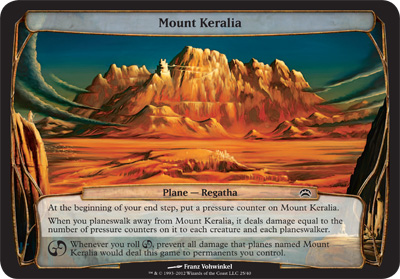 Mount Keralia
Plane — Regatha
At the beginning of your end step, put a pressure counter on Mount Keralia.
When you planeswalk away from Mount Keralia, it deals damage equal to the
number of pressure counters on it to each creature and each planeswalker.
Whenever you roll , prevent all damage that planes named Mount
Keralia would deal this game to permanents you control.
Franz Vohwinkel
™ & © 1993–2012 Wizards of the Coast LLC 25/40